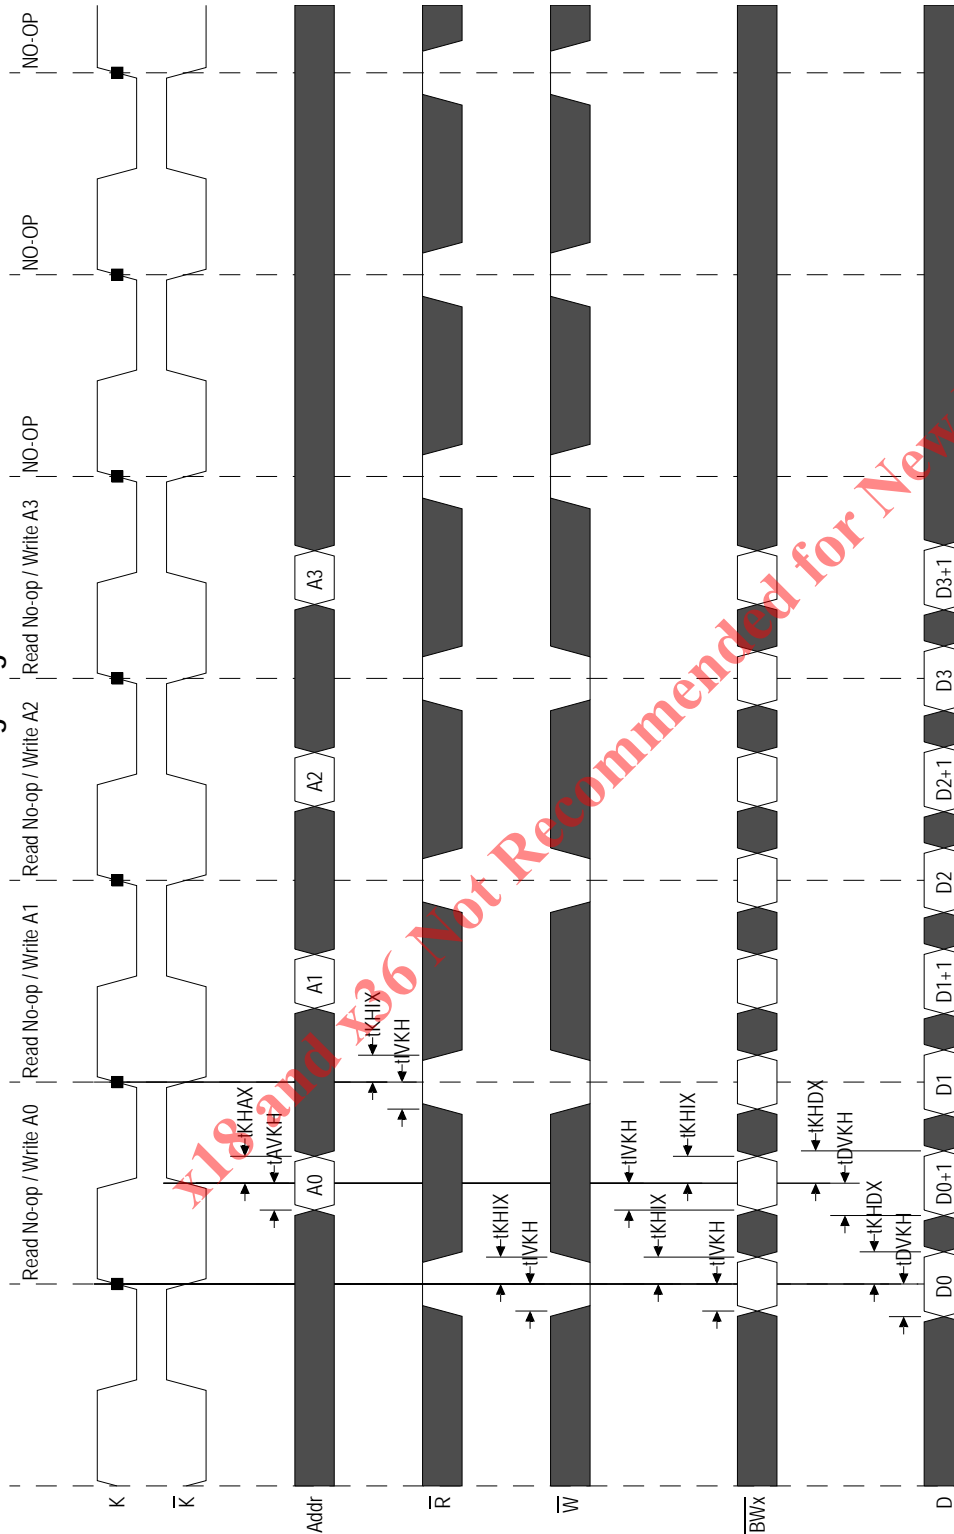 Read No-op / Write A0
Read No-op / Write A1
Read No-op / Write A2
Read No-op / Write A3
NO-OP
NO-OP
NO-OP
K
K
tKHAX
tAVKH
Addr
A0
A1
A2
A3
tKHIX
tIVKH
R
tKHIX
tIVKH
W
tIVKH
tKHIX
tKHIX
tIVKH
BWx
tKHDX
tDVKH
tKHDX
tDVKH
D
D0
D0+1
D1
D1+1
D2
D2+1
D3
D3+1
x18 and x36 Not Recommended for New